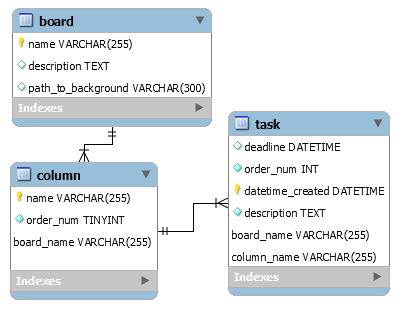 board
name VARCHAR(255)
description TEXT
path_to_background VARCHAR(300)
Indexes
column
name VARCHAR(255)
order_num TINYINT
board_name VARCHAR(255)
Indexes
task
deadline DATETIME
order_num INT
datetime_created DATETIME
description TEXT
board_name VARCHAR(255)
column_name VARCHAR(255)
Indexes